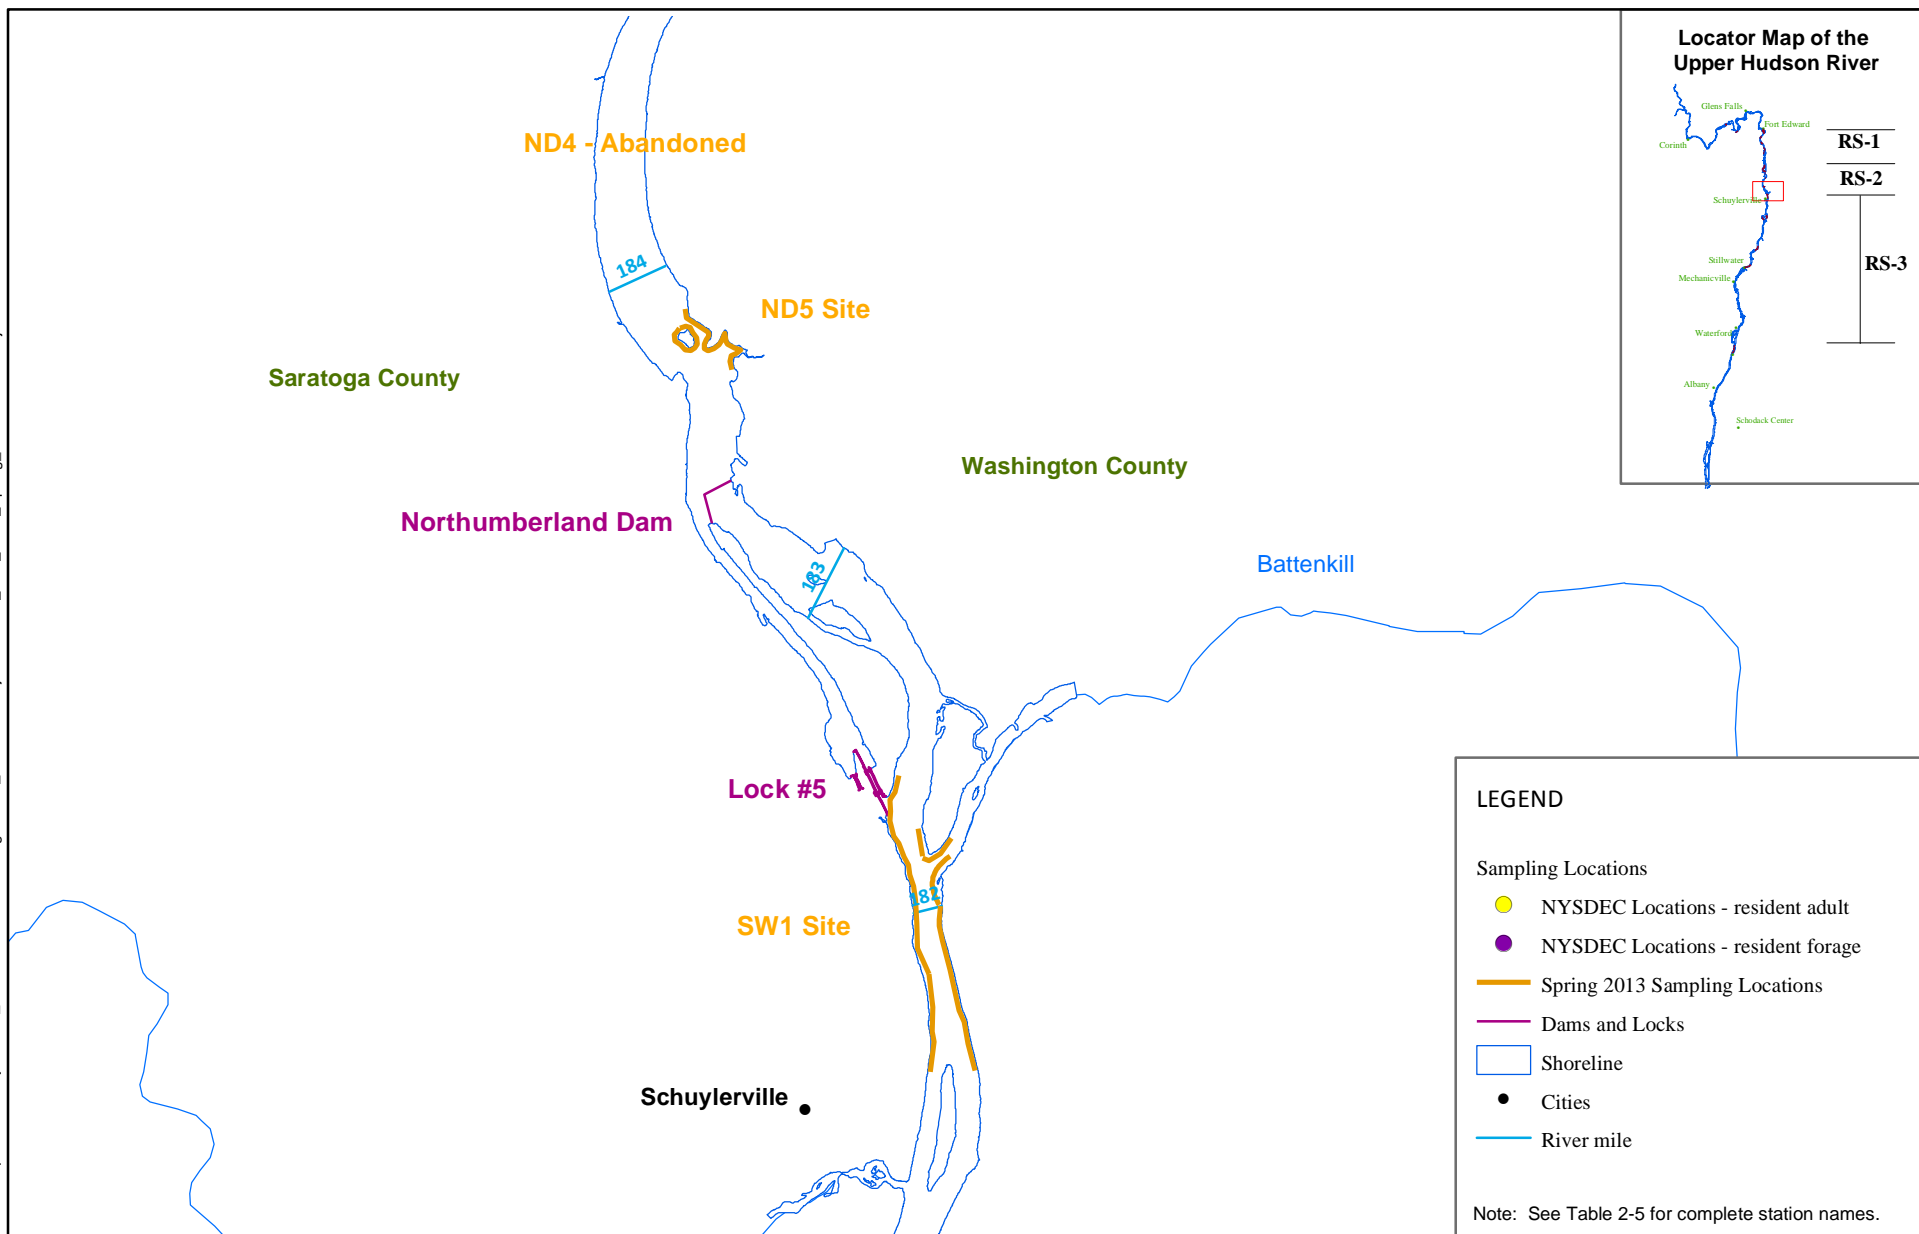 Locator Map of the
Upper Hudson River
Glens Falls
Fort Edward
Corinth
RS-1
RS-2
Schuylerville
RS-3
Stillwater
Mechanicville
Waterford
Albany
Schodack Center
ND4 - Abandoned
184
ND5 Site
Saratoga County
Washington County
Northumberland Dam
183
Battenkill
Lock #5
182
SW1 Site
Schuylerville
LEGEND
Sampling Locations
NYSDEC Locations - resident adult
NYSDEC Locations - resident forage
Spring 2013 Sampling Locations
Dams and Locks
Shoreline
Cities
River mile
Note: See Table 2-5 for complete station names.